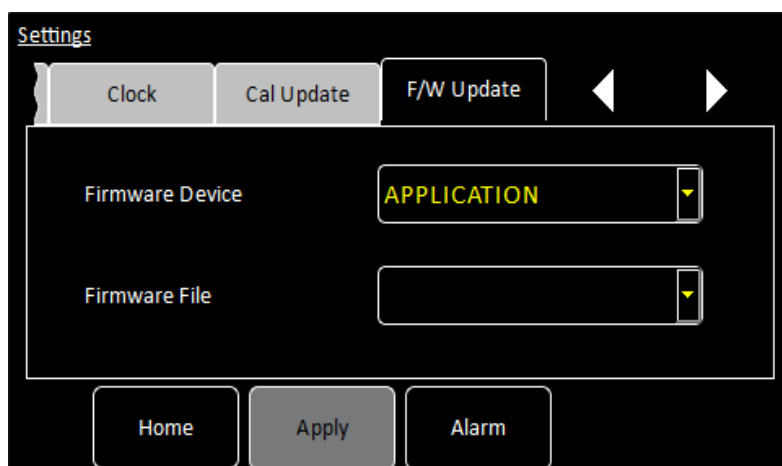 Settings
Clock Cal Update F/W Update
Firmware Device APPLICATION
Firmware File
Home Apply Alarm